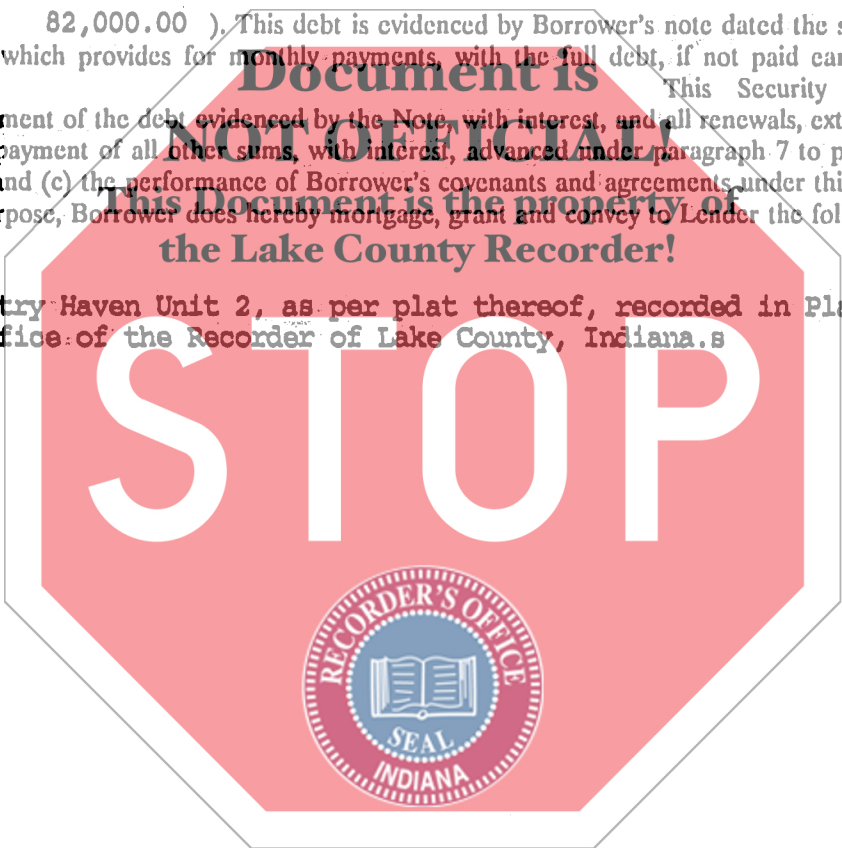 82,000.00 ). This debt is evidenced by Borrower's note dated the s
which provides for monthly payments, with the full debt, if not paid ear
Document is
This Security
ment of the debt evidenced by the Note, with interest, and all renewals, ext
NOT OFFICIAL!
payment of all other sums, with interest, advanced under paragraph 7 to p
nd (c) the performance of Borrower's covenants and agreements under thi
This Document is the property of
rpose, Borrower does hereby mortgage, grant and convey to Lender the fol
the Lake County Recorder!
try Haven Unit 2, as per plat thereof, recorded in Pla
fice of the Recorder of Lake County, Indiana.s
STOP
RECORDER'S OFFICE
SEAL
INDIANA